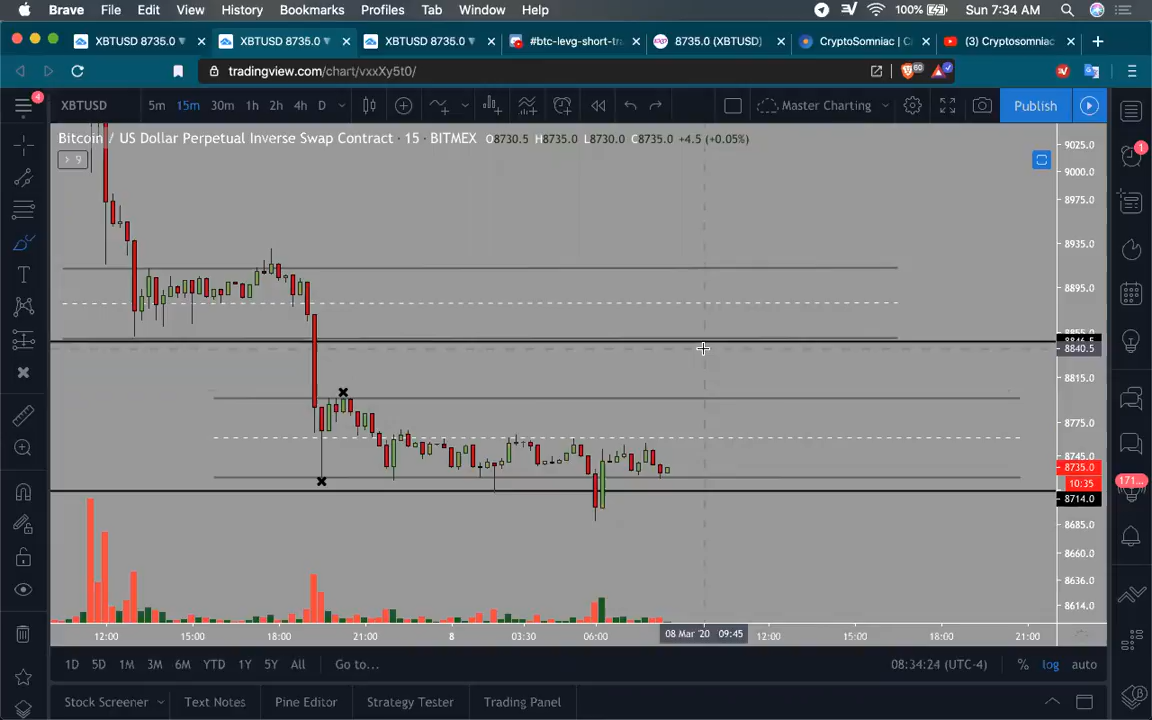 Brave File Edit View History Bookmarks Profiles Tab Window Help 100% Sun 7:34 AM
XBTUSD 8735.0 XBTUSD 8735.0 XBTUSD 8735.0 #btc-levg-short-tr 8735.0 (XBTUSD) CryptoSomniac | C (3) Cryptosomniac
tradingview.com/chart/vxxXy5t0/ 60
4 XBTUSD 5m 15m 30m 1h 2h 4h D Master Charting Publish
Bitcoin / US Dollar Perpetual Inverse Swap Contract · 15 · BITMEX O8730.5 H8735.0 L8730.0 C8735.0 +4.5 (+0.05%)
9
1
9025.0
9000.0
8975.0
8935.0
8895.0
8840.5
8815.0
8775.0
8745.0
8735.0
10:35
171...
8714.0
8685.0
8660.0
8636.0
8614.0
12:00 15:00 18:00 21:00 8 03:30 06:00 08 Mar '20 09:45 12:00 15:00 18:00 21:00
1D 5D 1M 3M 6M YTD 1Y 5Y All Go to... 08:34:24 (UTC-4) % log auto
Stock Screener Text Notes Pine Editor Strategy Tester Trading Panel